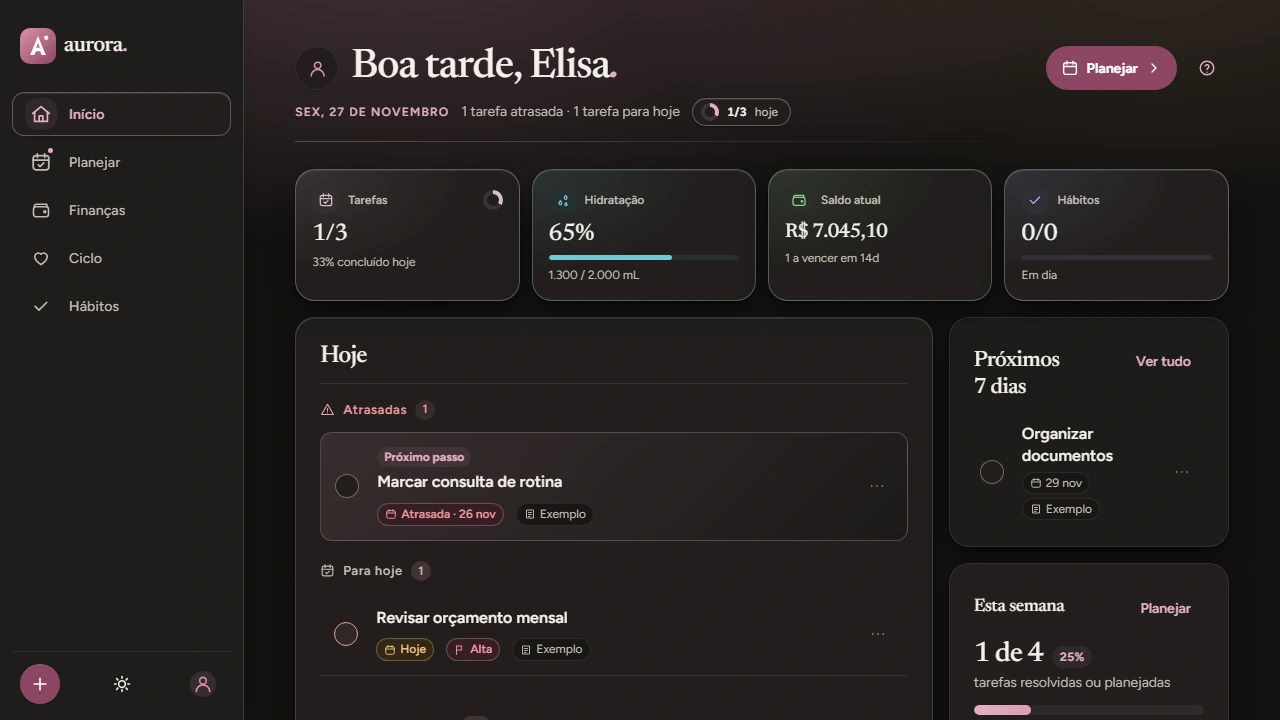 aurora.
Início
Planejar
Finanças
Ciclo
Hábitos
Boa tarde, Elisa.
Planejar
SEX, 27 DE NOVEMBRO 1 tarefa atrasada · 1 tarefa para hoje 1/3 hoje
Tarefas
1/3
33% concluído hoje
Hidratação
65%
1.300 / 2.000 mL
Saldo atual
R$ 7.045,10
1 a vencer em 14d
Hábitos
0/0
Em dia
Hoje
Atrasadas 1
Próximo passo
Marcar consulta de rotina
Atrasada · 26 nov Exemplo
Para hoje 1
Revisar orçamento mensal
Hoje Alta Exemplo
Próximos
7 dias
Ver tudo
Organizar
documentos
29 nov
Exemplo
Esta semana
Planejar
1 de 4 25%
tarefas resolvidas ou planejadas